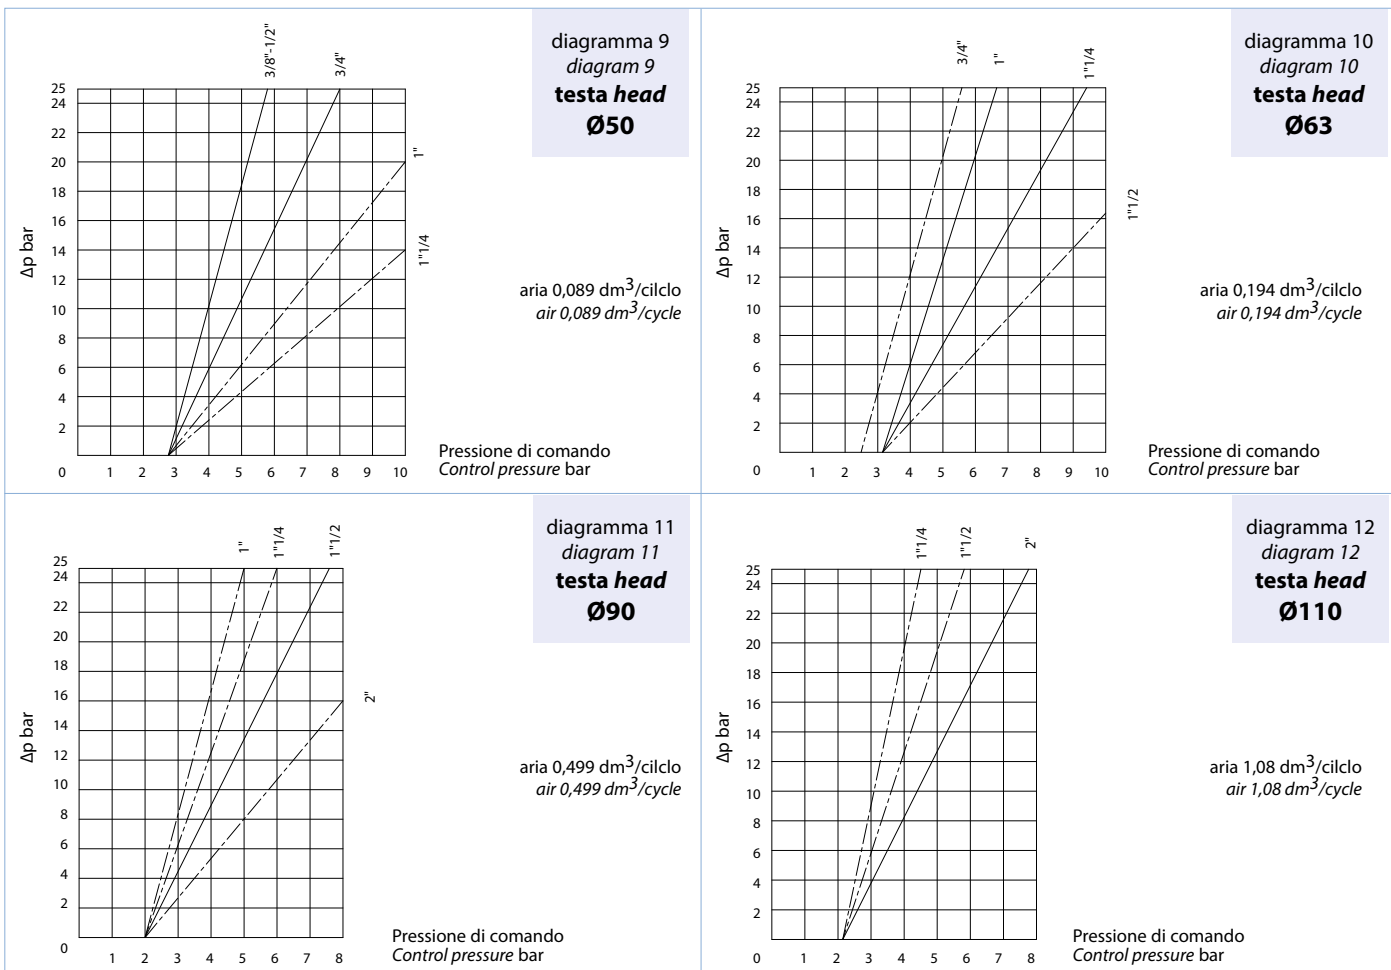 3/8"-1/2"
3/4"
diagramma 9
diagram 9
testa head
Ø50
25
24
22
20
18
16
14
12
10
8
6
4
2
0
Δp bar
1"
1"1/4
aria 0,089 dm3/cilclo
air 0,089 dm3/cycle
1 2 3 4 5 6 7 8 9 10
Pressione di comando
Control pressure bar
3/4"
1"
1"1/4
diagramma 10
diagram 10
testa head
Ø63
25
24
22
20
18
16
14
12
10
8
6
4
2
0
Δp bar
1"1/2
aria 0,194 dm3/cilclo
air 0,194 dm3/cycle
1 2 3 4 5 6 7 8 9 10
Pressione di comando
Control pressure bar
1"
1"1/4
1"1/2
diagramma 11
diagram 11
testa head
Ø90
25
24
22
20
18
16
14
12
10
8
6
4
2
0
Δp bar
2"
aria 0,499 dm3/cilclo
air 0,499 dm3/cycle
1 2 3 4 5 6 7 8
Pressione di comando
Control pressure bar
1"1/4
1"1/2
2"
diagramma 12
diagram 12
testa head
Ø110
25
24
22
20
18
16
14
12
10
8
6
4
2
0
Δp bar
aria 1,08 dm3/cilclo
air 1,08 dm3/cycle
1 2 3 4 5 6 7 8
Pressione di comando
Control pressure bar